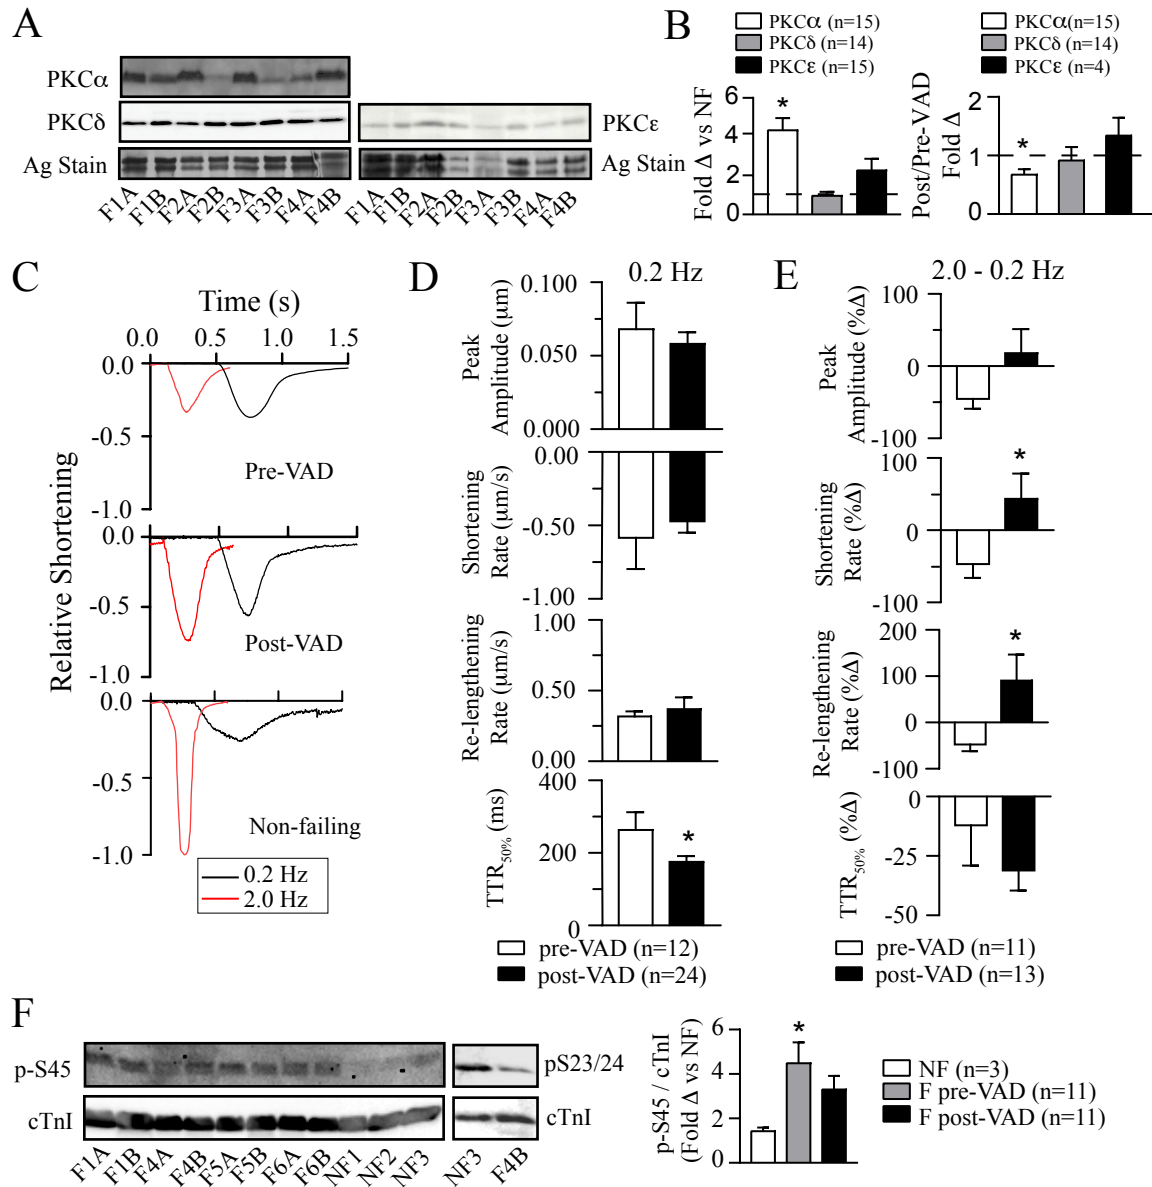 A
PKCα
PKCδ
Ag Stain
PKCε
Ag Stain
F1A F1B F2A F2B F3A F3B F4A F4B
F1A F1B F2A F2B F3A F3B F4A F4B
B
PKCα (n=15)
PKCδ (n=14)
PKCε (n=15)
Fold Δ vs NF
6
4
2
0
*
PKCα(n=15)
PKCδ (n=14)
PKCε (n=4)
Post/Pre-VAD
Fold Δ
2
1
0
*
C
Time (s)
0.0 0.5 1.0 1.5
Relative Shortening
0.0
-0.5
-1.0
Pre-VAD
0.0
-0.5
-1.0
Post-VAD
0.0
-0.5
-1.0
Non-failing
0.2 Hz
2.0 Hz
D
0.2 Hz
Peak
Amplitude (μm)
0.100
0.050
0.000
Shortening
Rate (μm/s)
0.00
-0.50
-1.00
Re-lengthening
Rate (μm/s)
1.00
0.50
0.00
TTR50% (ms)
400
200
0
*
pre-VAD (n=12)
post-VAD (n=24)
E
2.0 - 0.2 Hz
Peak
Amplitude (%Δ)
100
0
-100
Shortening
Rate (%Δ)
100
0
-100
*
Re-lengthening
Rate (%Δ)
200
100
0
-100
*
TTR50% (%Δ)
0
-25
-50
pre-VAD (n=11)
post-VAD (n=13)
F
p-S45
cTnI
F1A F1B F4A F4B F5A F5B F6A F6B NF1 NF2 NF3
pS23/24
cTnI
NF3 F4B
p-S45 / cTnI
(Fold Δ vs NF)
6
4
2
0
*
NF (n=3)
F pre-VAD (n=11)
F post-VAD (n=11)